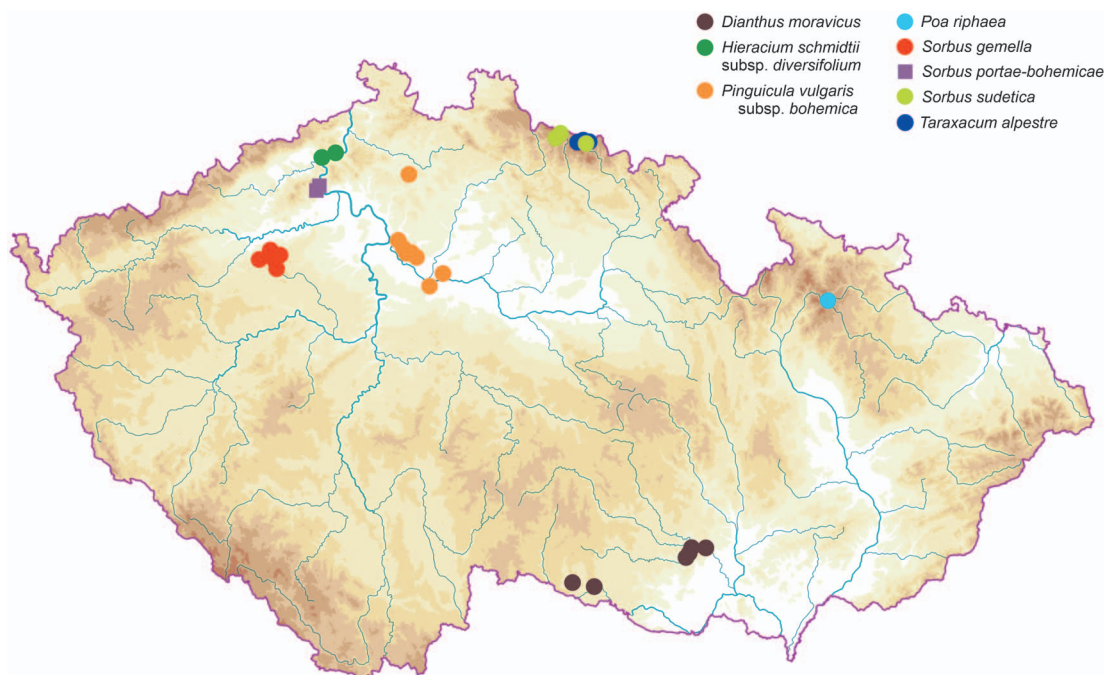 Dianthus moravicus
Hieracium schmidtii
subsp. diversifolium
Pinguicula vulgaris
subsp. bohemica
Poa riphaea
Sorbus gemella
Sorbus portae-bohemicae
Sorbus sudetica
Taraxacum alpestre